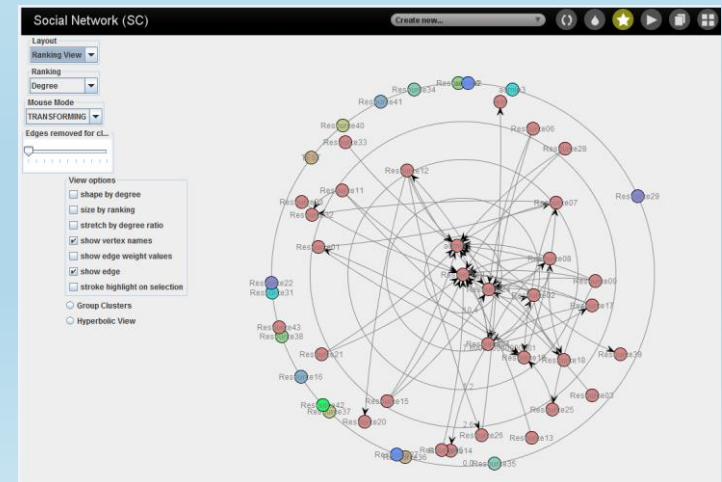 Social Network (SC)
Create new...
Layout
Ranking View
Ranking
Degree
Mouse Mode
TRANSFORMING
Edges removed for cl...
View options
shape by degree
size by ranking
stretch by degree ratio
show vertex names
show edge weight values
show edge
stroke highlight on selection
Group Clusters
Hyperbolic View
Resource34
Resource41
Resource06
Resource40
Resource33
Resource28
Resource12
Resource11
Resource29
Resource07
Resource01
Resource08
Resource22
Resource31
Resource17
Resource43
Resource38
Resource21
Resource18
Resource39
Resource16
Resource03
Resource15
Resource42
Resource37
Resource25
Resource20
2.6
Resource26
Resource13
0.0
Resource35